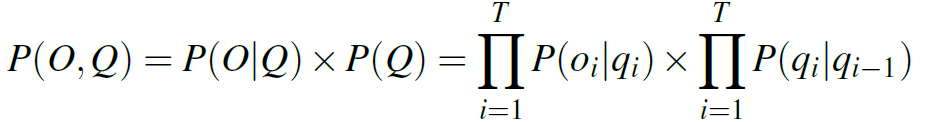 P(O,Q) = P(O|Q) × P(Q) = ∏_{i=1}^{T} P(o_i|q_i) × ∏_{i=1}^{T} P(q_i|q_{i−1})